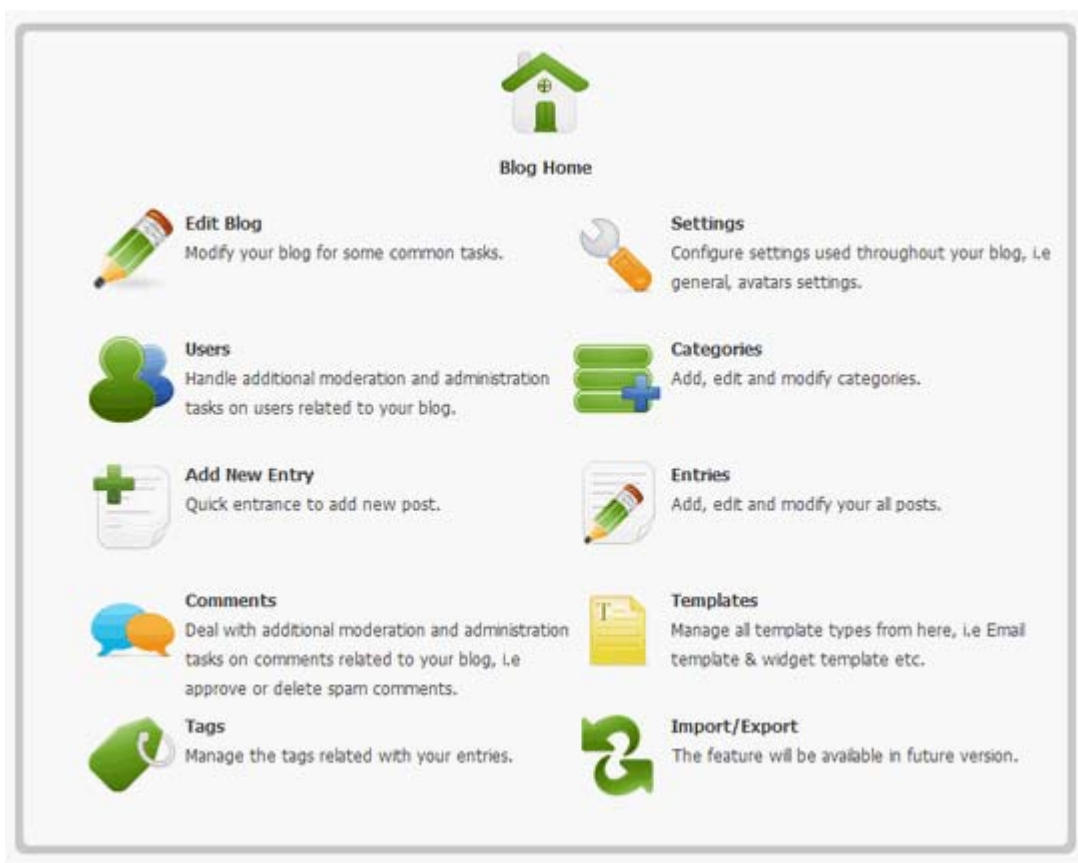 Blog Home
Edit Blog
Modify your blog for some common tasks.
Settings
Configure settings used throughout your blog, i.e
general, avatars settings.
Users
Handle additional moderation and administration
tasks on users related to your blog.
Categories
Add, edit and modify categories.
Add New Entry
Quick entrance to add new post.
Entries
Add, edit and modify your all posts.
Comments
Deal with additional moderation and administration
tasks on comments related to your blog, i.e
approve or delete spam comments.
Templates
T
Manage all template types from here, i.e Email
template & widget template etc.
Tags
Manage the tags related with your entries.
Import/Export
The feature will be available in future version.